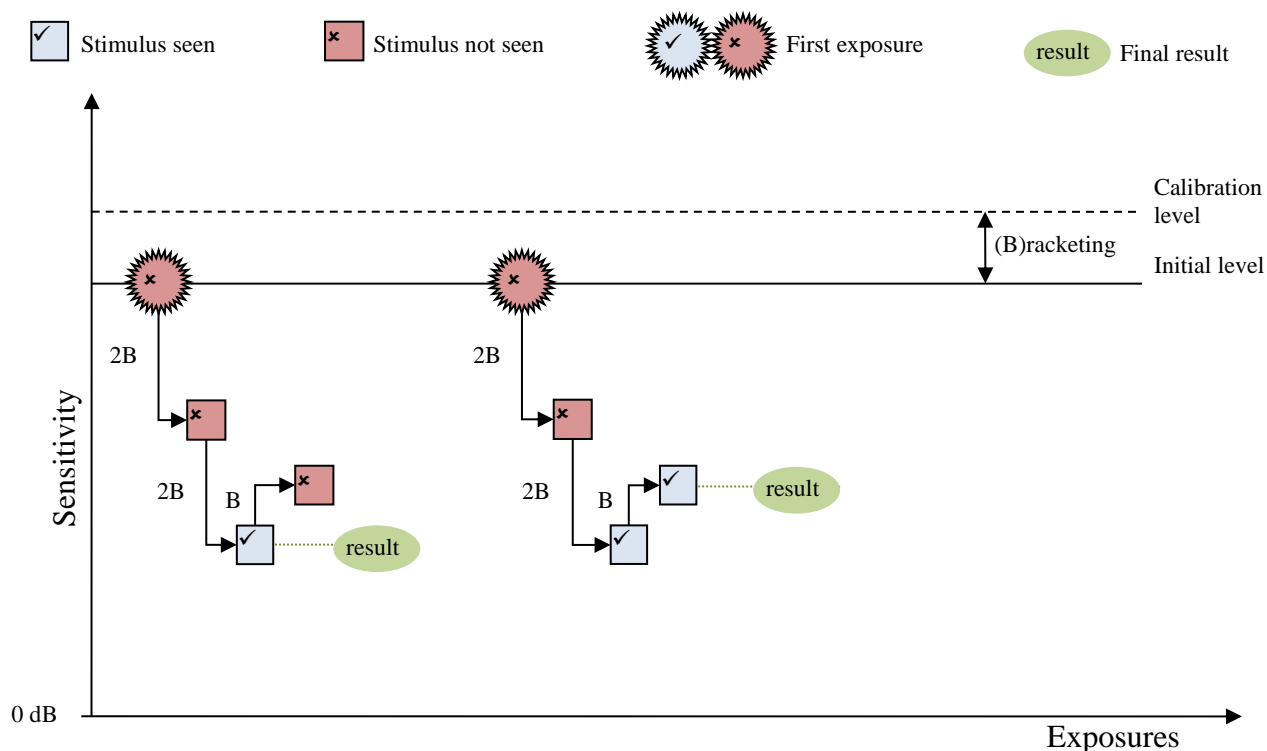 Stimulus seen
Stimulus not seen
First exposure
result
Final result
Calibration
level
(B)racketing
Initial level
2B
2B
2B
B
2B
B
result
result
Sensitivity
0 dB
Exposures